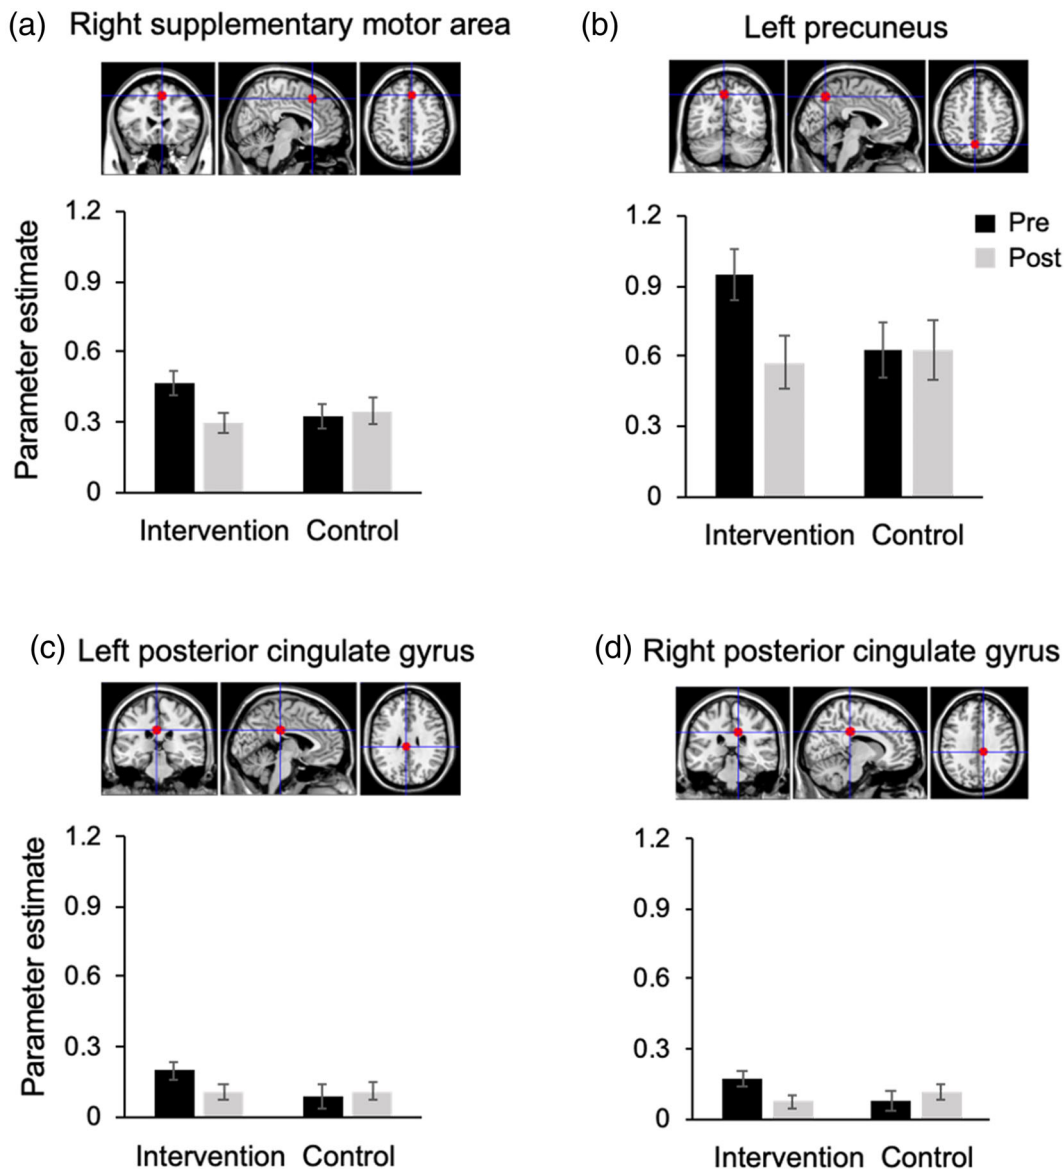 (a) Right supplementary motor area
1.2
0.9
0.6
0.3
0
Parameter estimate
Intervention Control
(b) Left precuneus
1.2
0.9
0.6
0.3
0
Pre
Post
Intervention Control
(c) Left posterior cingulate gyrus
1.2
0.9
0.6
0.3
0
Parameter estimate
Intervention Control
(d) Right posterior cingulate gyrus
1.2
0.9
0.6
0.3
0
Intervention Control